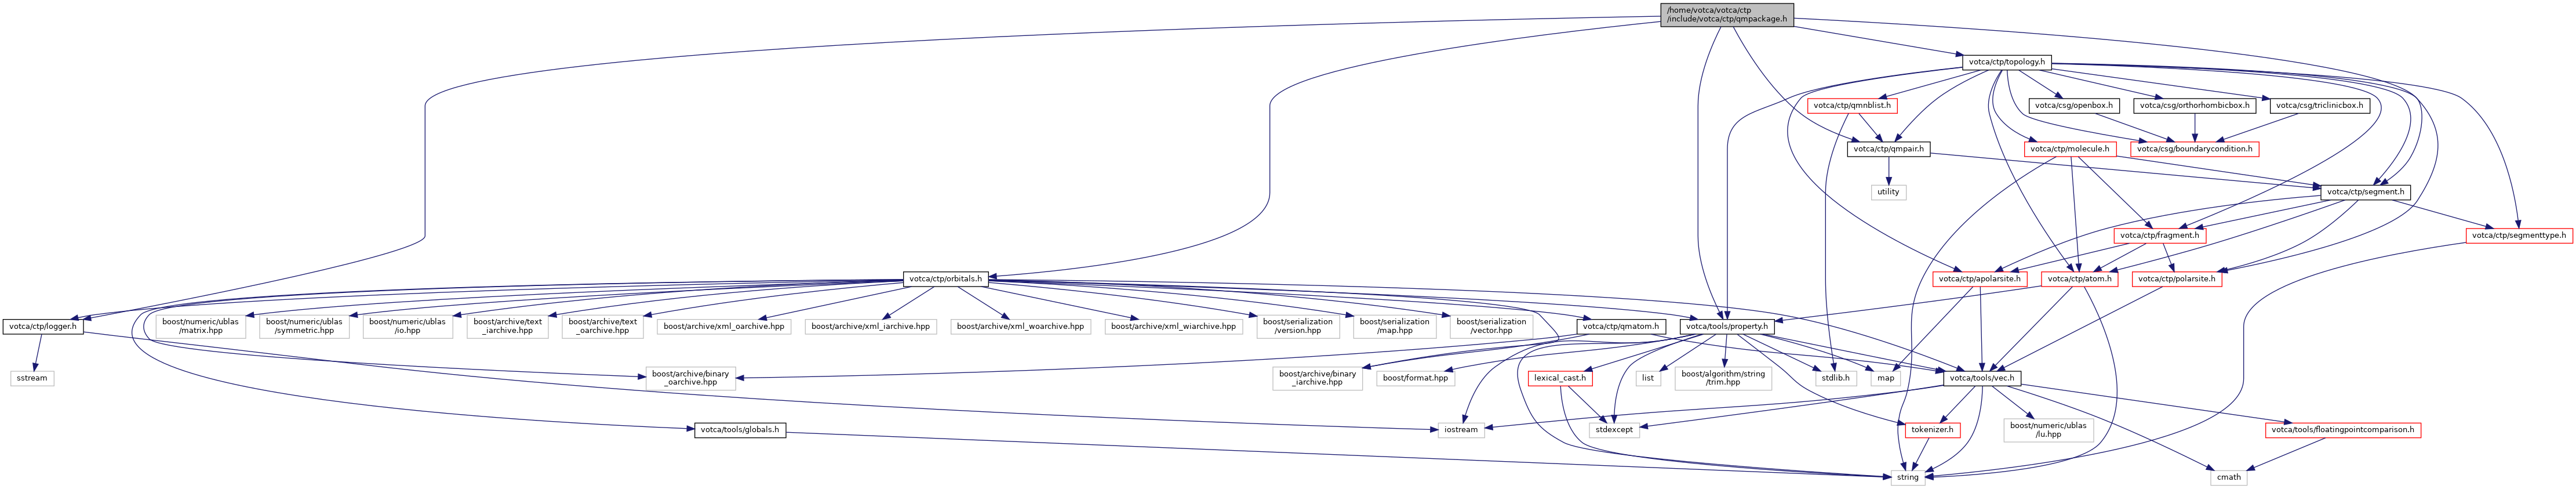 /home/votca/votca/ctp
/include/votca/ctp/qmpackage.h
votca/ctp/topology.h
votca/ctp/qmnblist.h
votca/csg/openbox.h
votca/csg/orthorhombicbox.h
votca/csg/triclinicbox.h
votca/ctp/qmpair.h
votca/ctp/molecule.h
votca/csg/boundarycondition.h
utility
votca/ctp/segment.h
votca/ctp/fragment.h
votca/ctp/segmenttype.h
votca/ctp/orbitals.h
votca/ctp/apolarsite.h
votca/ctp/atom.h
votca/ctp/polarsite.h
votca/ctp/logger.h
boost/numeric/ublas
/matrix.hpp
boost/numeric/ublas
/symmetric.hpp
boost/numeric/ublas
/io.hpp
boost/archive/text
_iarchive.hpp
boost/archive/text
_oarchive.hpp
boost/archive/xml_oarchive.hpp
boost/archive/xml_iarchive.hpp
boost/archive/xml_woarchive.hpp
boost/archive/xml_wiarchive.hpp
boost/serialization
/version.hpp
boost/serialization
/map.hpp
boost/serialization
/vector.hpp
votca/ctp/qmatom.h
votca/tools/property.h
sstream
boost/archive/binary
_oarchive.hpp
boost/archive/binary
_iarchive.hpp
boost/format.hpp
lexical_cast.h
list
boost/algorithm/string
/trim.hpp
stdlib.h
map
votca/tools/vec.h
votca/tools/globals.h
iostream
stdexcept
tokenizer.h
boost/numeric/ublas
/lu.hpp
votca/tools/floatingpointcomparison.h
string
cmath